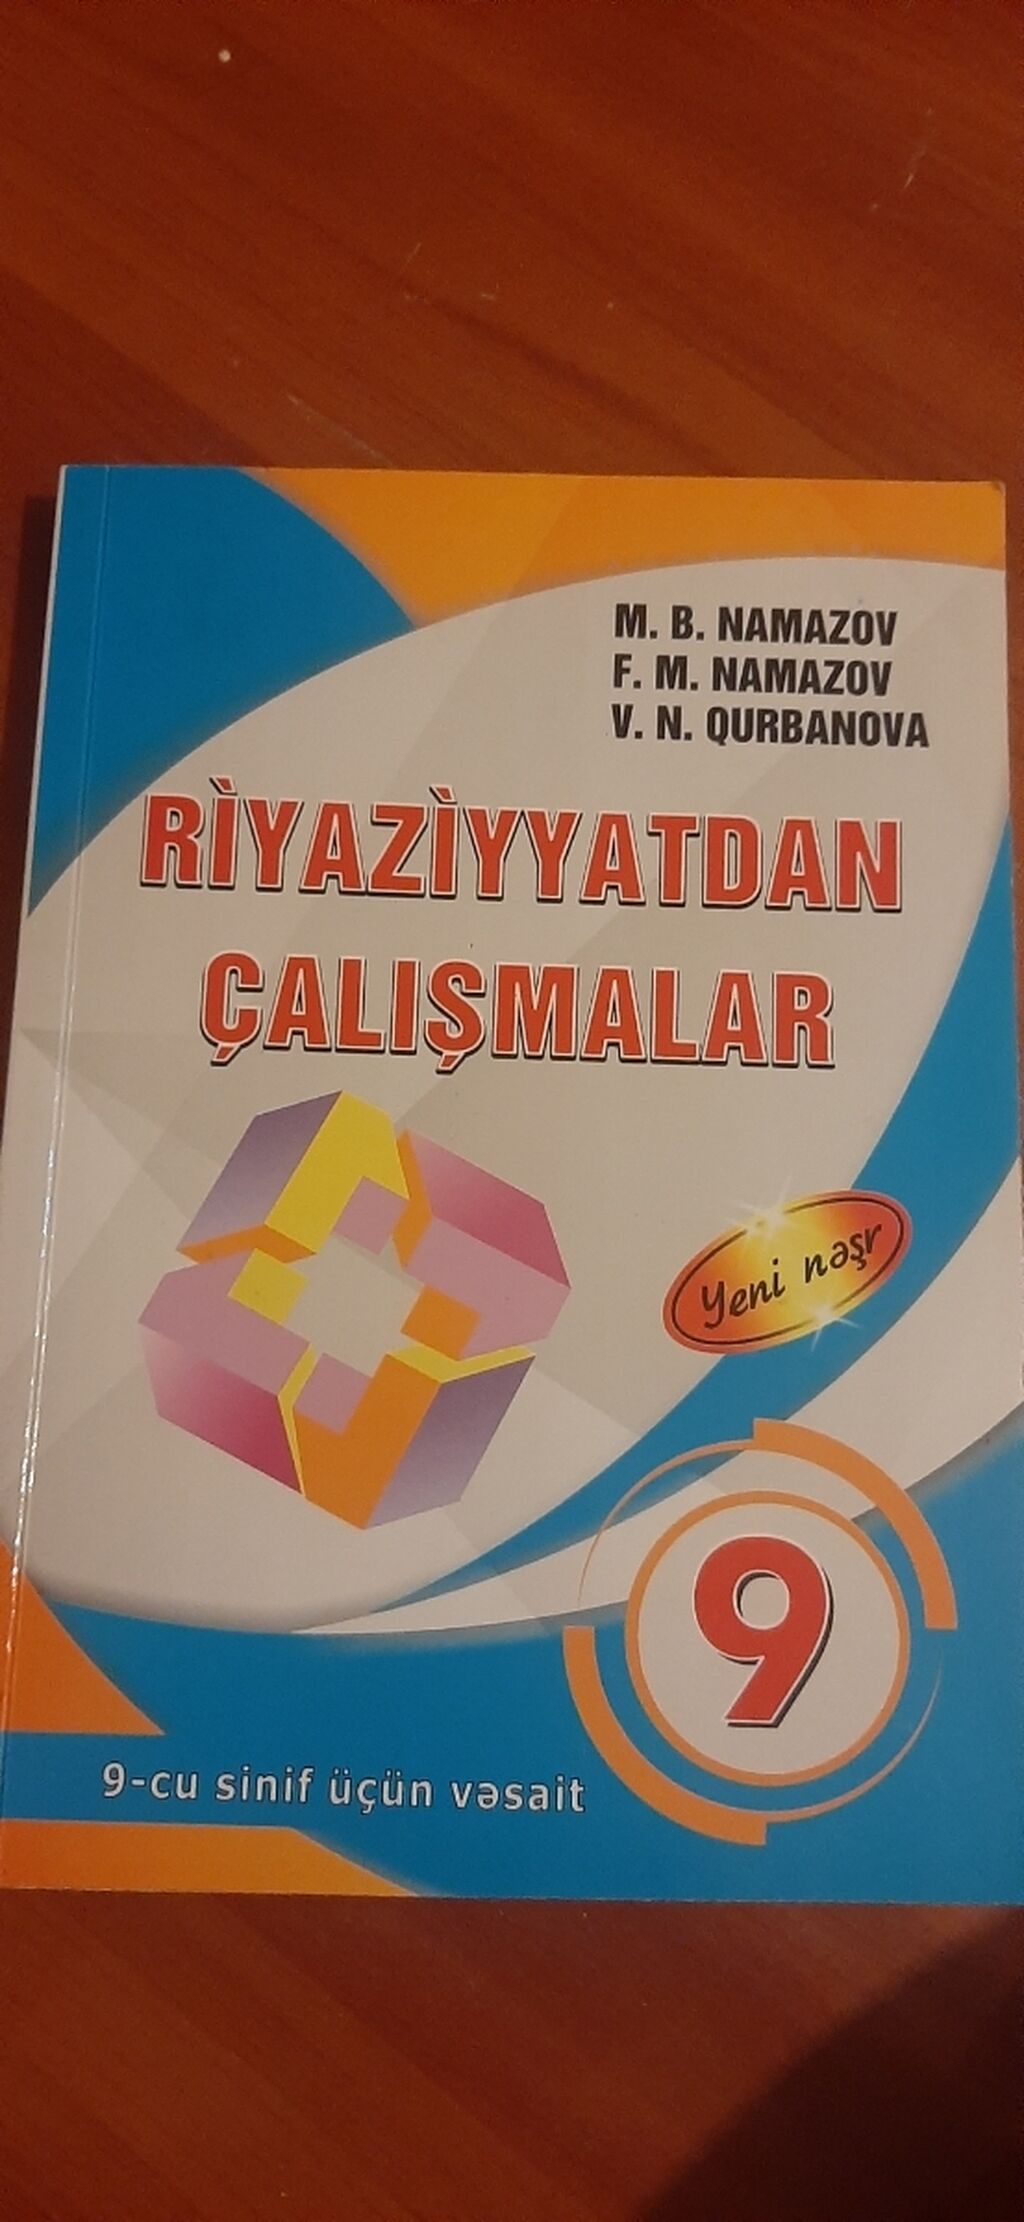 M. B. NAMAZOV
F. M. NAMAZOV
V. N. QURBANOVA
RİYAZİYYATDAN
ÇALIŞMALAR
Yeni nəşr
9
9-cu sinif üçün vəsait